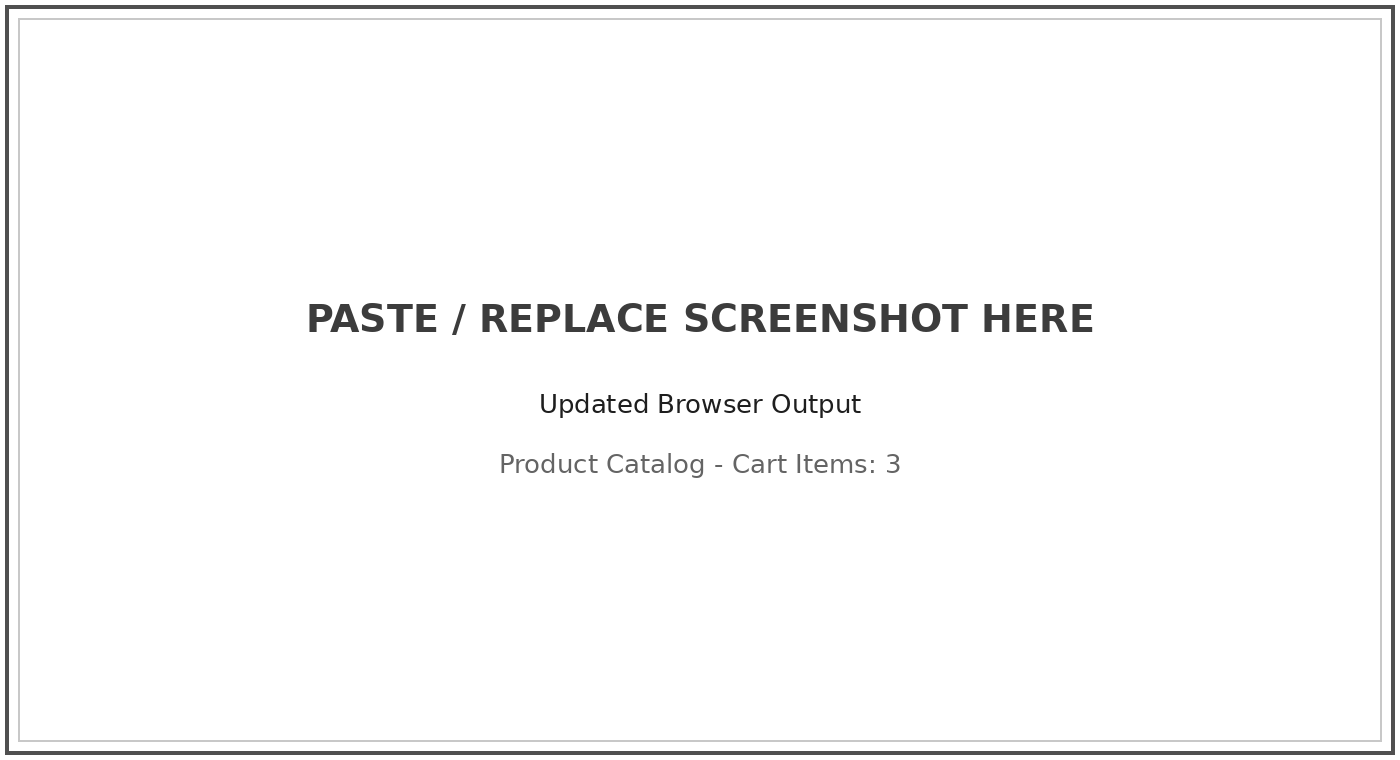 PASTE / REPLACE SCREENSHOT HERE
Updated Browser Output
Product Catalog - Cart Items: 3